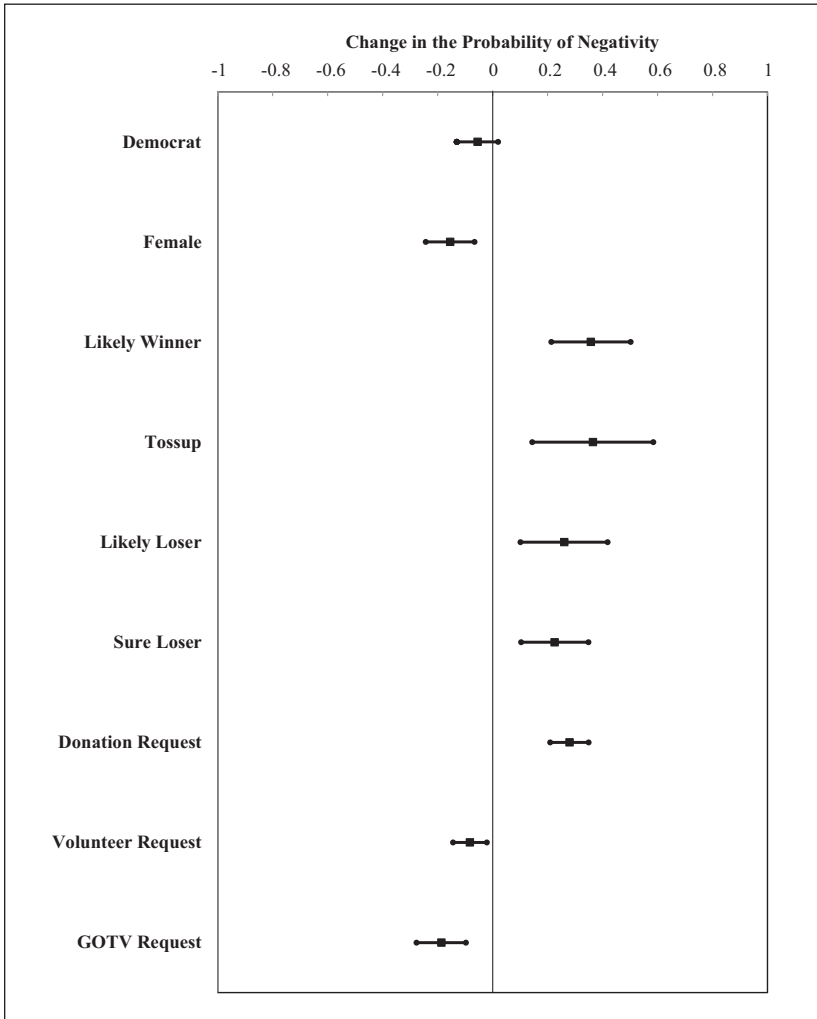 Change in the Probability of Negativity
-1 -0.8 -0.6 -0.4 -0.2 0 0.2 0.4 0.6 0.8 1
Democrat
Female
Likely Winner
Tossup
Likely Loser
Sure Loser
Donation Request
Volunteer Request
GOTV Request